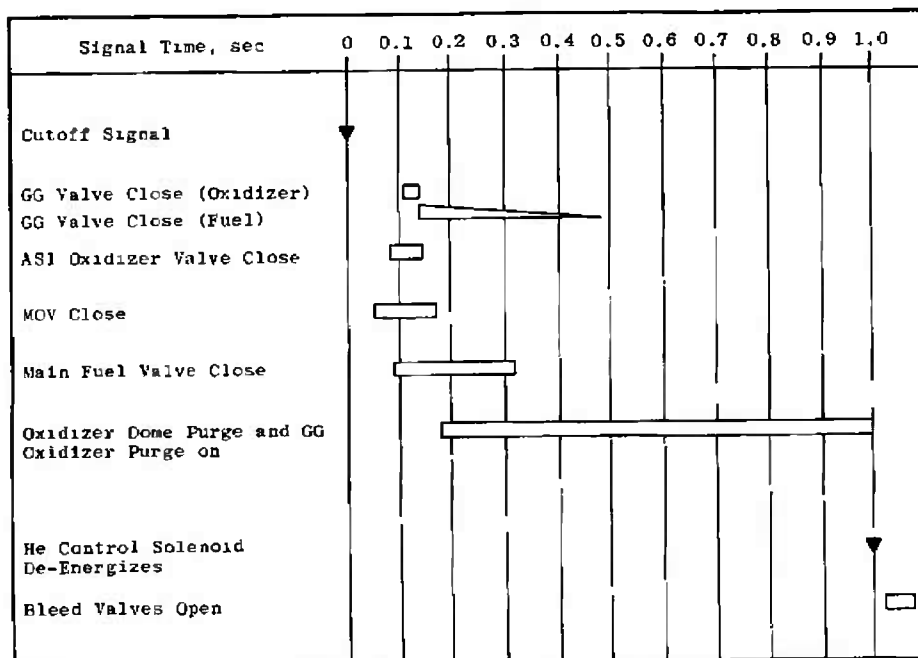 Signal Time, sec 0 0.1 0.2 0.3 0.4 0.5 0.6 0.7 0.8 0.9 1.0
Cutoff Signal
GG Valve Close (Oxidizer)
GG Valve Close (Fuel)
ASI Oxidizer Valve Close
MOV Close
Main Fuel Valve Close
Oxidizer Dome Purge and GG
Oxidizer Purge on
He Control Solenoid
De-Energizes
Bleed Valves Open